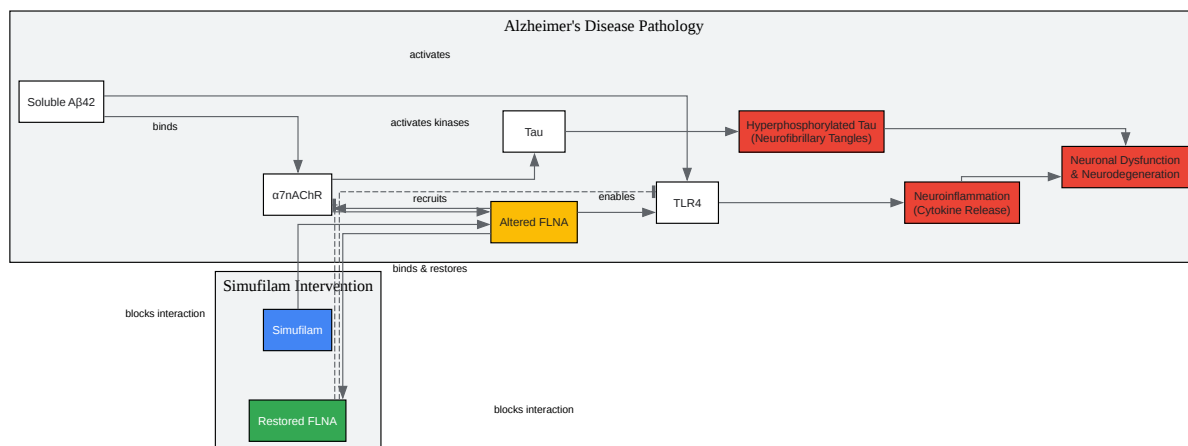 Alzheimer's Disease Pathology
activates
Soluble Aβ42
binds
activates kinases
Tau
Hyperphosphorylated Tau
(Neurofibrillary Tangles)
Neuronal Dysfunction
& Neurodegeneration
α7nAChR
recruits
Altered FLNA
enables
TLR4
Neuroinflammation
(Cytokine Release)
binds & restores
Simufilam Intervention
blocks interaction
Simufilam
Restored FLNA
blocks interaction